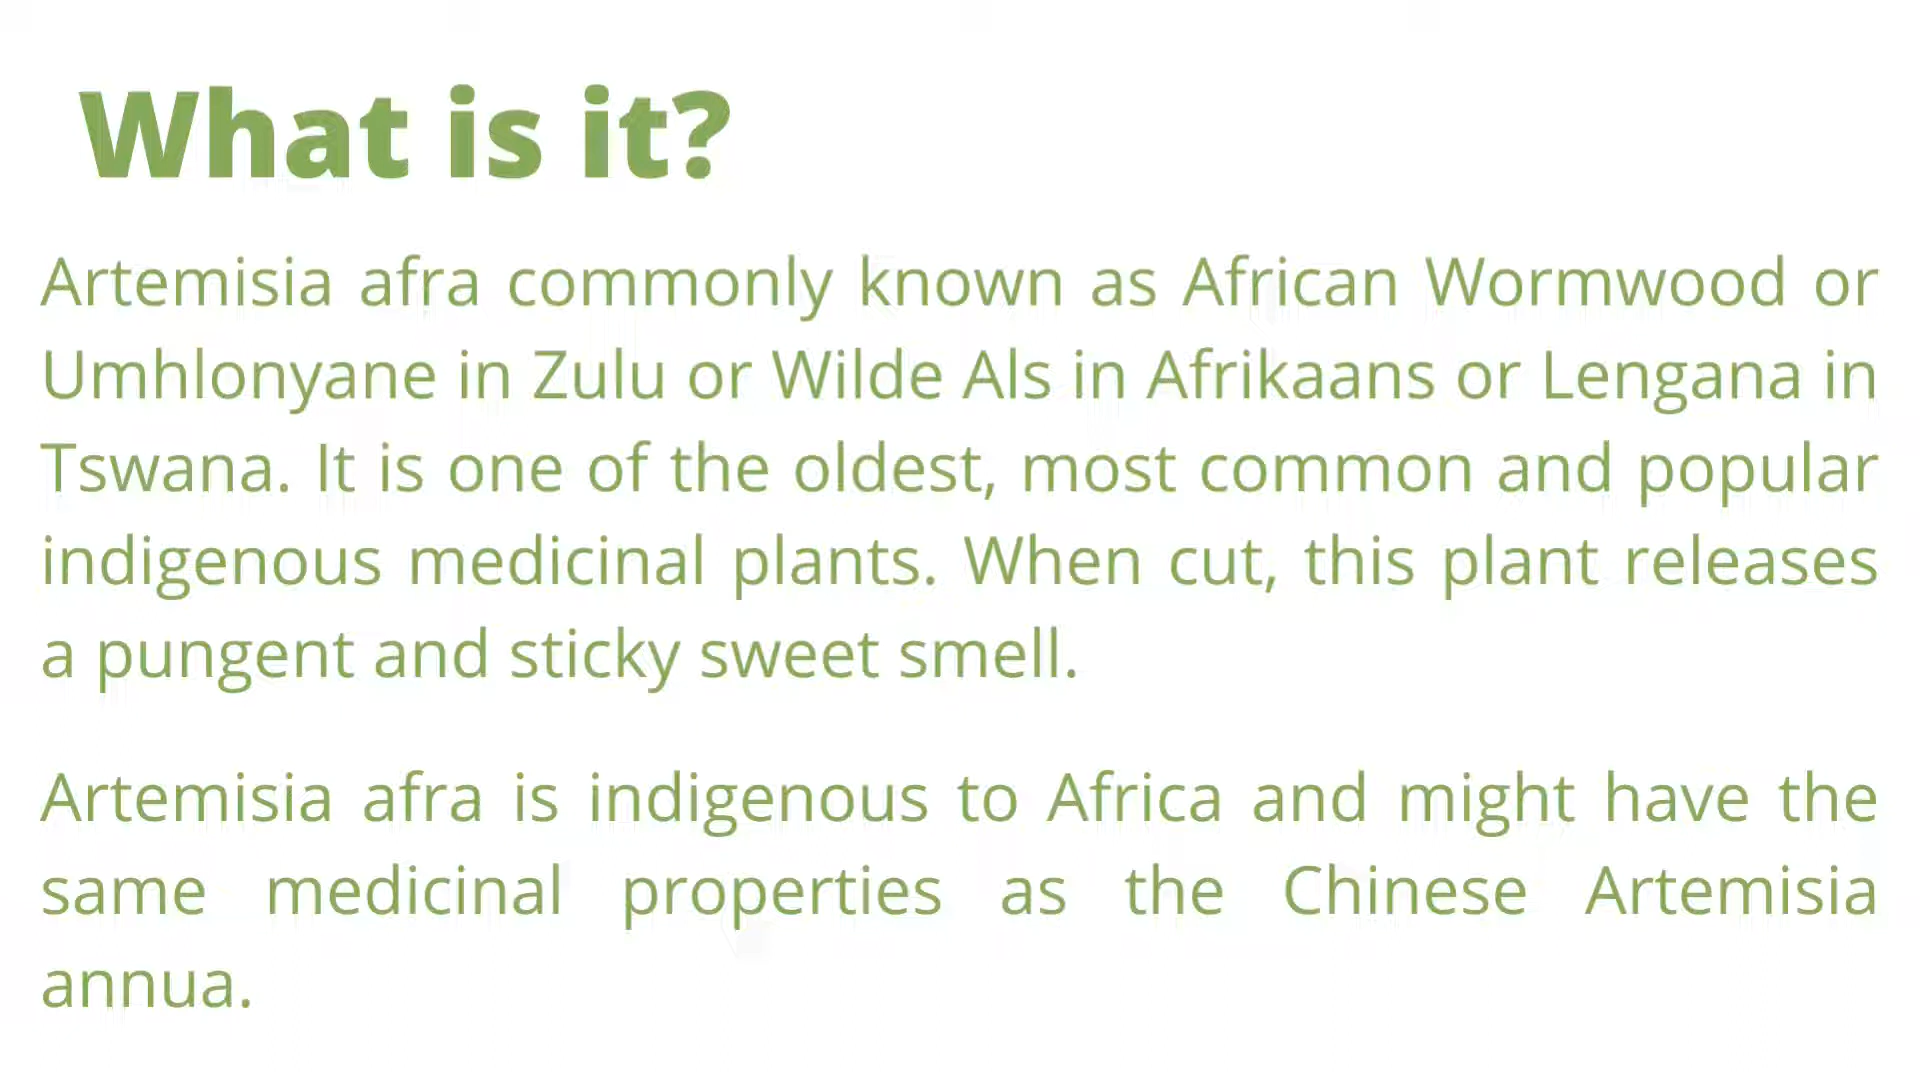 What is it?
Artemisia afra commonly known as African Wormwood or
Umhlonyane in Zulu or Wilde Als in Afrikaans or Lengana in
Tswana. It is one of the oldest, most common and popular
indigenous medicinal plants. When cut, this plant releases
a pungent and sticky sweet smell.
Artemisia afra is indigenous to Africa and might have the
same medicinal properties as the Chinese Artemisia
annua.